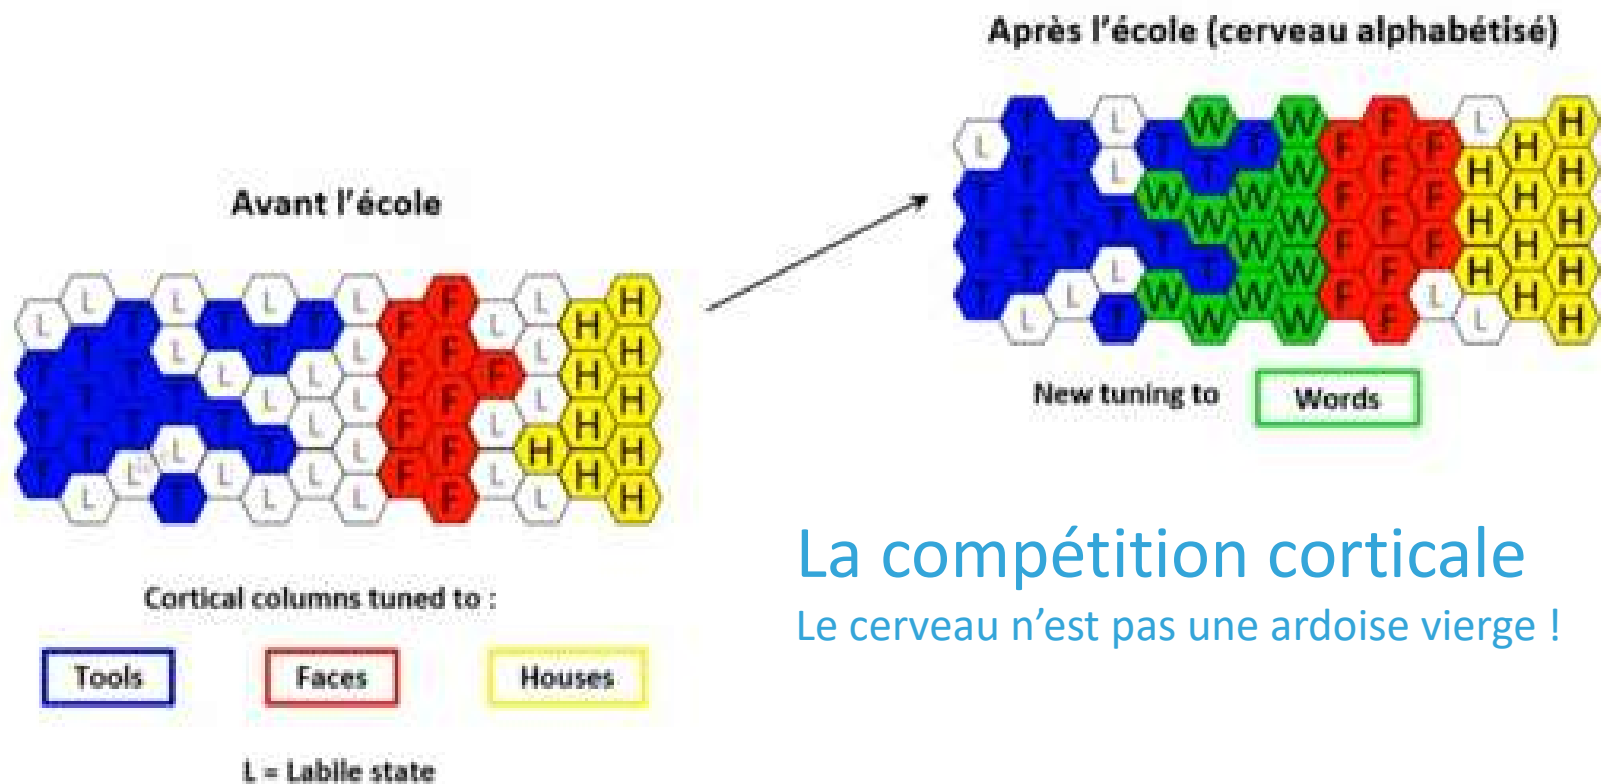 Après l'école (cerveau alphabétisé)
Avant l'école
New tuning to Words
La compétition corticale
Le cerveau n'est pas une ardoise vierge !
Cortical columns tuned to :
Tools Faces Houses
L = Labile state